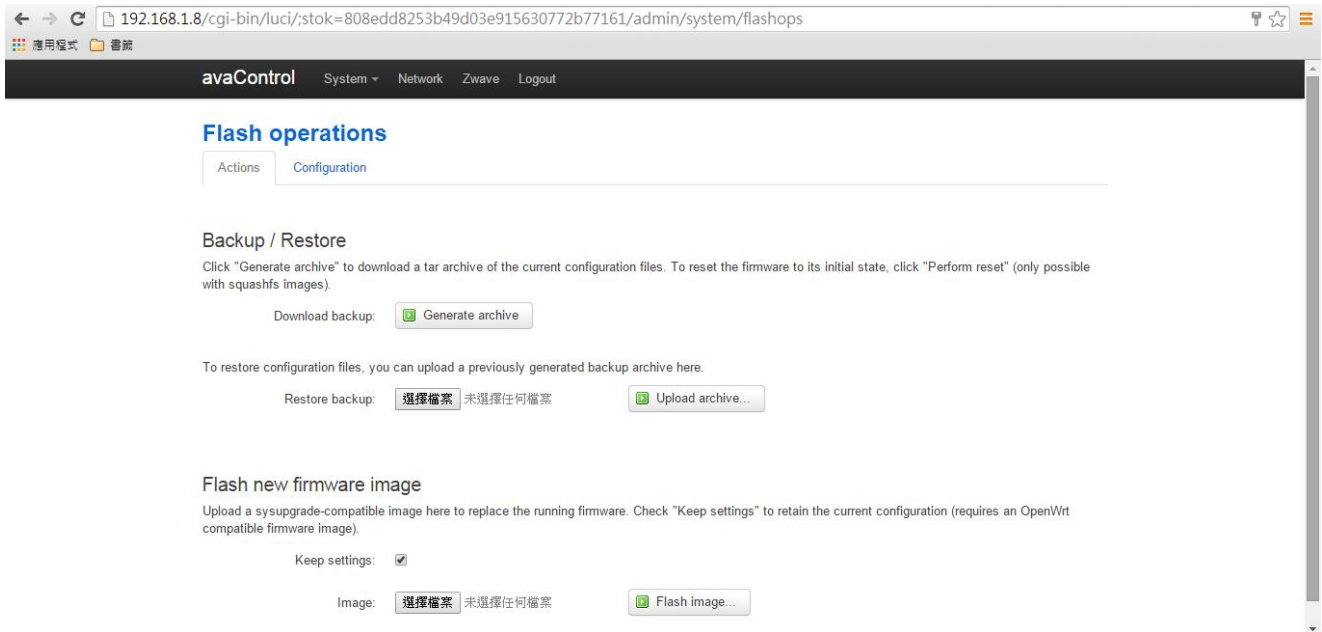 192.168.1.8/cgi-bin/luci/;stok=808edd8253b49d03e915630772b77161/admin/system/flashops
應用程式 書籤
avaControl System Network Zwave Logout
Flash operations
Actions Configuration
Backup / Restore
Click "Generate archive" to download a tar archive of the current configuration files. To reset the firmware to its initial state, click "Perform reset" (only possible
with squashfs images).
Download backup: Generate archive
To restore configuration files, you can upload a previously generated backup archive here.
Restore backup: 選擇檔案 未選擇任何檔案 Upload archive...
Flash new firmware image
Upload a sysupgrade-compatible image here to replace the running firmware. Check "Keep settings" to retain the current configuration (requires an OpenWrt
compatible firmware image).
Keep settings:
Image: 選擇檔案 未選擇任何檔案 Flash image...